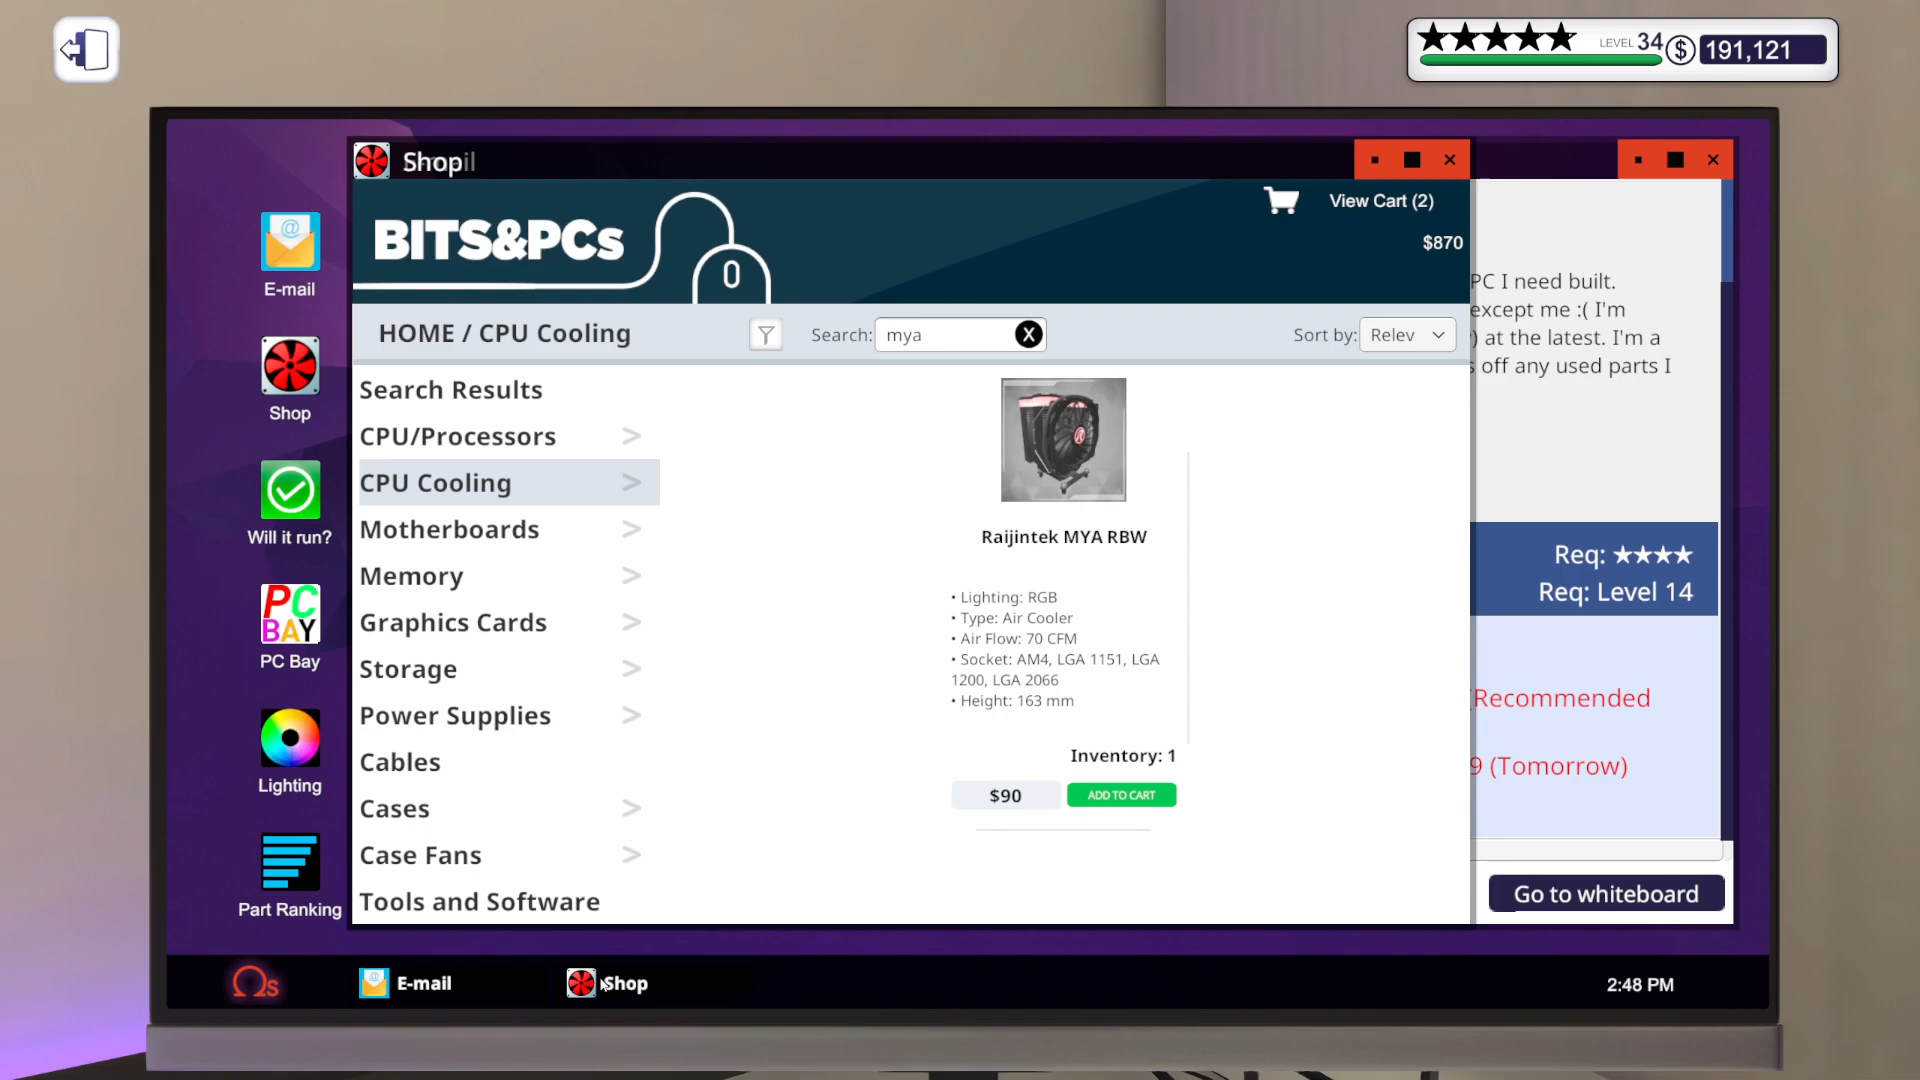 LEVEL 34
$ 191,121
Shop
BITS&PCs
View Cart (2)
$870
HOME / CPU Cooling
Search:
mya
X
Sort by:
Relev
E-mail
Shop
Will it run?
PC
BAY
PC Bay
Lighting
Part Ranking
Search Results
CPU/Processors >
CPU Cooling >
Motherboards >
Memory >
Graphics Cards >
Storage >
Power Supplies >
Cables
Cases >
Case Fans >
Tools and Software
Raijintek MYA RBW
• Lighting: RGB
• Type: Air Cooler
• Air Flow: 70 CFM
• Socket: AM4, LGA 1151, LGA
1200, LGA 2066
• Height: 163 mm
Inventory: 1
$90
ADD TO CART
PC I need built.
except me :( I'm
) at the latest. I'm a
s off any used parts I
Req: ★★★★
Req: Level 14
(Recommended
9 (Tomorrow)
Go to whiteboard
Ωs
E-mail
Shop
2:48 PM